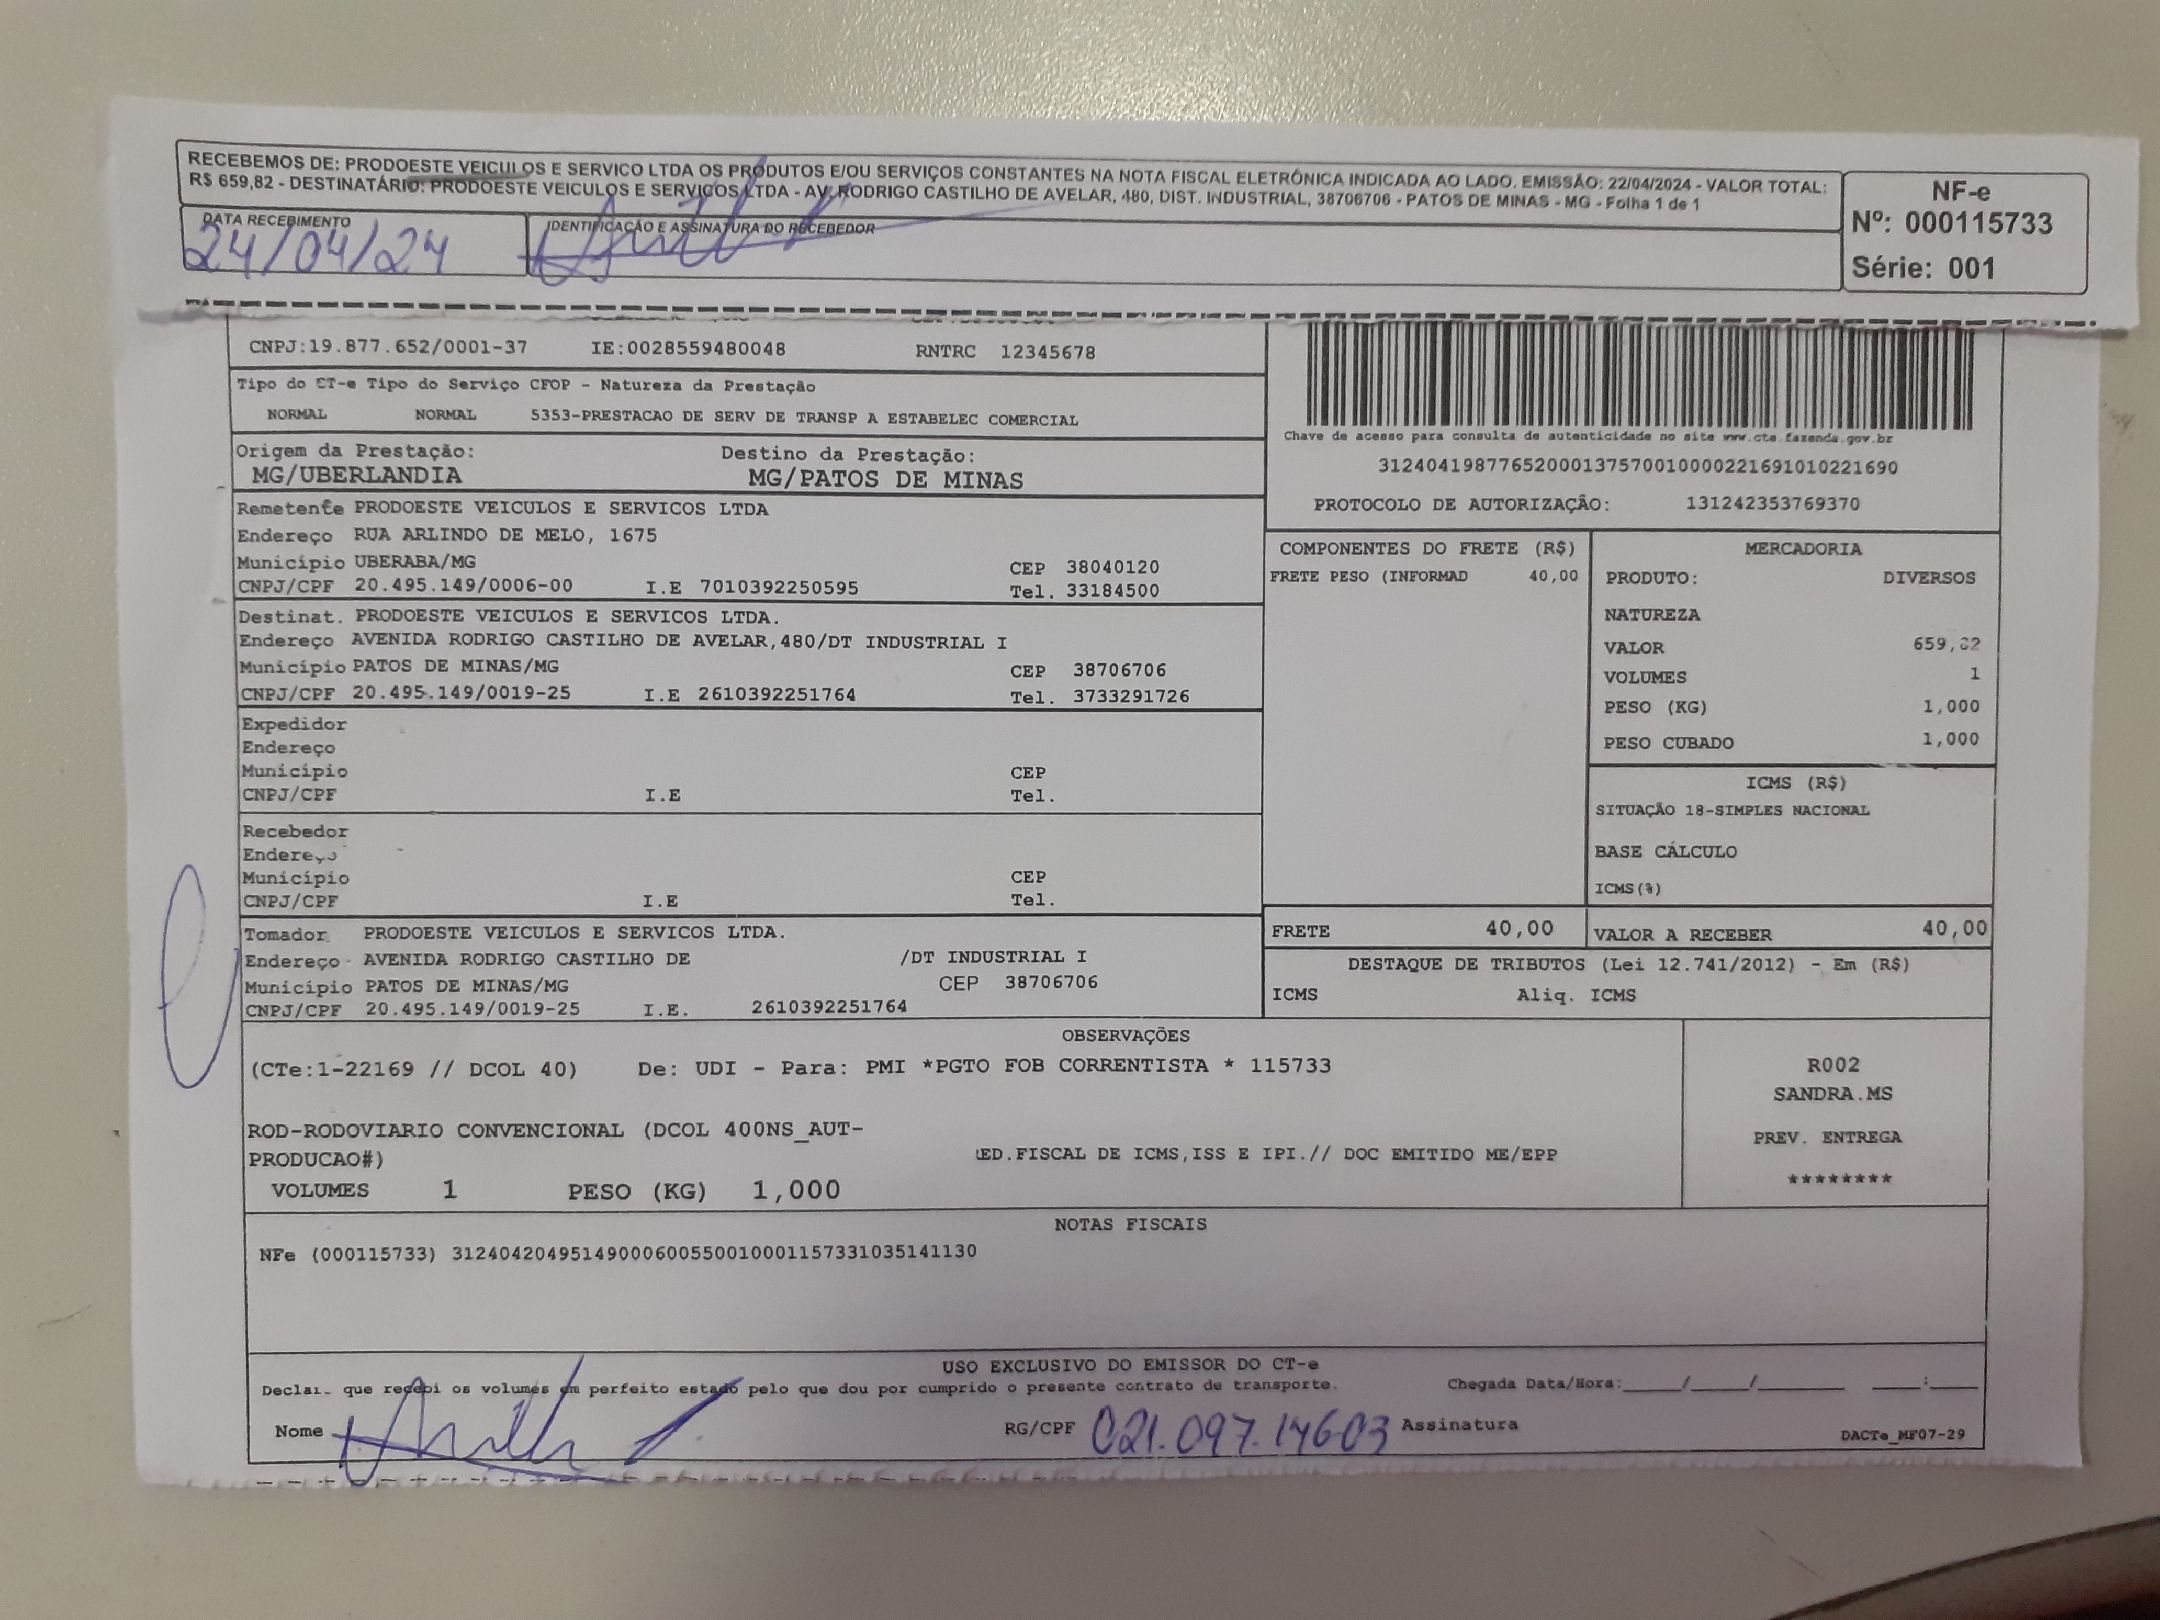 RECEBEMOS DE: PRODOESTE VEICULOS E SERVICO LTDA OS PRODUTOS E/OU SERVIÇOS CONSTANTES NA NOTA FISCAL ELETRÔNICA INDICADA AO LADO. EMISSÃO: 22/04/2024 - VALOR TOTAL:
R$ 659,82 - DESTINATÁRIO: PRODOESTE VEICULOS E SERVICOS LTDA - AV. RODRIGO CASTILHO DE AVELAR, 480, DIST. INDUSTRIAL, 38706706 - PATOS DE MINAS - MG - Folha 1 de 1
NF-e
Nº: 000115733
Série: 001
DATA RECEBIMENTO
24/04/24
IDENTIFICAÇÃO E ASSINATURA DO RECEBEDOR
CNPJ:19.877.652/0001-37 IE:0028559480048 RNTRC 12345678
Tipo do CT-e Tipo do Serviço CFOP - Natureza da Prestação
NORMAL NORMAL 5353-PRESTACAO DE SERV DE TRANSP A ESTABELEC COMERCIAL
Origem da Prestação: Destino da Prestação:
MG/UBERLANDIA MG/PATOS DE MINAS
Chave de acesso para consulta de autenticidade no site www.cte.fazenda.gov.br
31240419877652000137570010000221691010221690
PROTOCOLO DE AUTORIZAÇÃO: 131242353769370
Remetente PRODOESTE VEICULOS E SERVICOS LTDA
Endereço RUA ARLINDO DE MELO, 1675
Município UBERABA/MG CEP 38040120
CNPJ/CPF 20.495.149/0006-00 I.E 7010392250595 Tel. 33184500
Destinat. PRODOESTE VEICULOS E SERVICOS LTDA.
Endereço AVENIDA RODRIGO CASTILHO DE AVELAR,480/DT INDUSTRIAL I
Município PATOS DE MINAS/MG CEP 38706706
CNPJ/CPF 20.495.149/0019-25 I.E 2610392251764 Tel. 3733291726
Expedidor
Endereço
Município CEP
CNPJ/CPF I.E Tel.
Recebedor
Endereço
Município CEP
CNPJ/CPF I.E Tel.
Tomador PRODOESTE VEICULOS E SERVICOS LTDA.
Endereço AVENIDA RODRIGO CASTILHO DE /DT INDUSTRIAL I
Município PATOS DE MINAS/MG CEP 38706706
CNPJ/CPF 20.495.149/0019-25 I.E. 2610392251764
COMPONENTES DO FRETE (R$)
FRETE PESO (INFORMAD 40,00
MERCADORIA
PRODUTO: DIVERSOS
NATUREZA
VALOR 659,82
VOLUMES 1
PESO (KG) 1,000
PESO CUBADO 1,000
ICMS (R$)
SITUAÇÃO 18-SIMPLES NACIONAL
BASE CÁLCULO
ICMS(%)
FRETE 40,00 VALOR A RECEBER 40,00
DESTAQUE DE TRIBUTOS (Lei 12.741/2012) - Em (R$)
ICMS Aliq. ICMS
OBSERVAÇÕES
(CTe:1-22169 // DCOL 40) De: UDI - Para: PMI *PGTO FOB CORRENTISTA * 115733
ROD-RODOVIARIO CONVENCIONAL (DCOL 400NS_AUT-
PRODUCAO#) ED.FISCAL DE ICMS,ISS E IPI.// DOC EMITIDO ME/EPP
VOLUMES 1 PESO (KG) 1,000
R002
SANDRA.MS
PREV. ENTREGA
********
NOTAS FISCAIS
NFe (000115733) 31240420495149000600550010001157331035141130
USO EXCLUSIVO DO EMISSOR DO CT-e
Declar. que recebi os volumes em perfeito estado pelo que dou por cumprido o presente contrato de transporte. Chegada Data/Hora:____/____/______ ___:___
Nome RG/CPF 021.097.146-03 Assinatura
DACTe_MF07-29